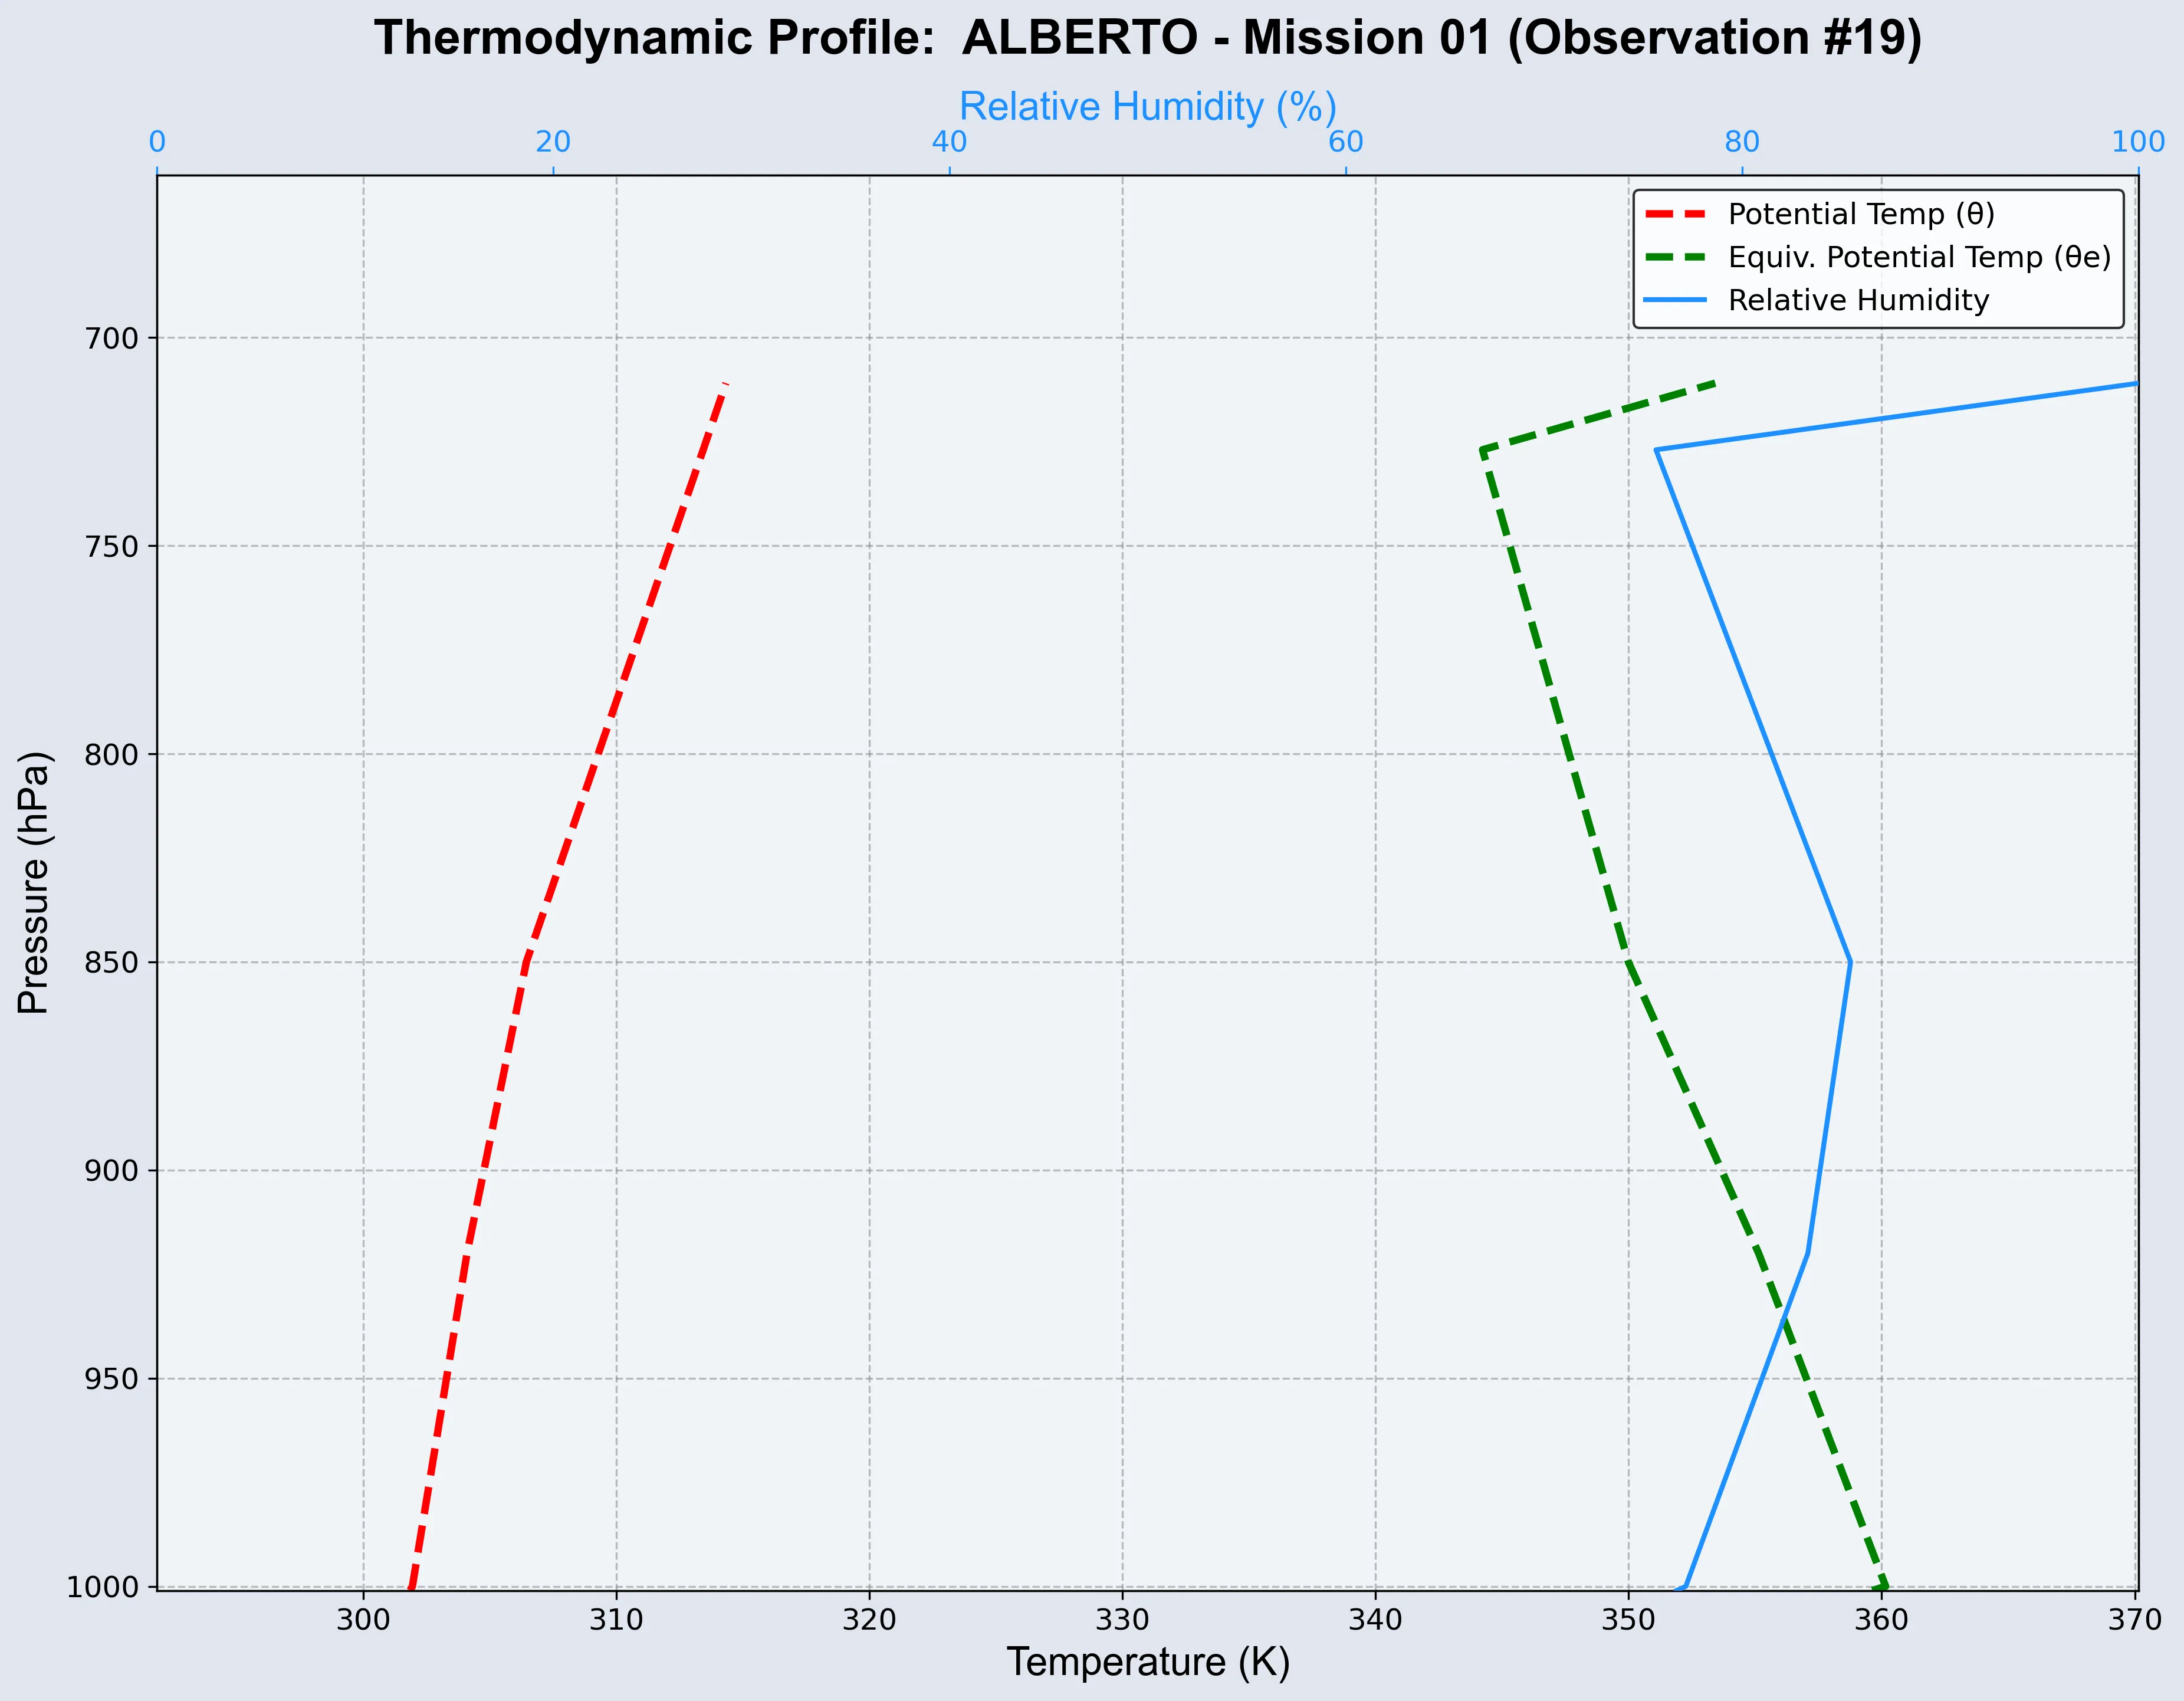 Thermodynamic Profile:  ALBERTO - Mission 01 (Observation #19)
Relative Humidity (%)
0 20 40 60 80 100
Potential Temp (θ)
Equiv. Potential Temp (θe)
Relative Humidity
700
750
800
850
900
950
1000
Pressure (hPa)
300 310 320 330 340 350 360 370
Temperature (K)